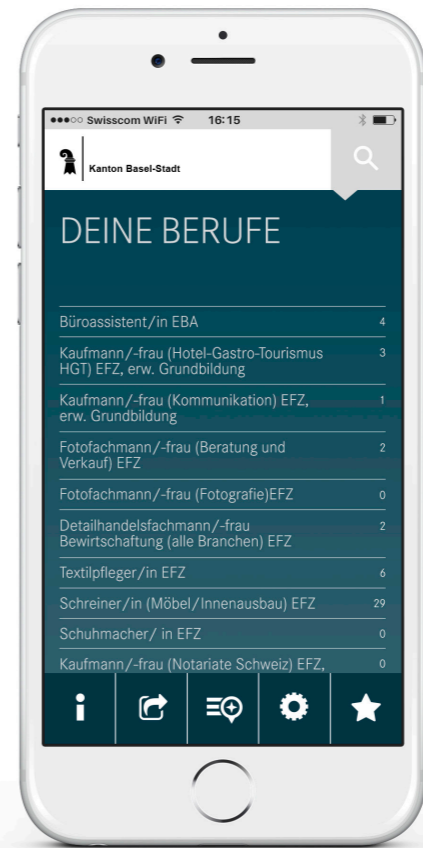 Swisscom WiFi 16:15
Kanton Basel-Stadt
DEINE BERUFE
Büroassistent/in EBA 4
Kaufmann/-frau (Hotel-Gastro-Tourismus 3
HGT) EFZ, erw. Grundbildung
Kaufmann/-frau (Kommunikation) EFZ, 1
erw. Grundbildung
Fotofachmann/-frau (Beratung und 2
Verkauf) EFZ
Fotofachmann/-frau (Fotografie)EFZ 0
Detailhandelsfachmann/-frau 2
Bewirtschaftung (alle Branchen) EFZ
Textilpfleger/in EFZ 6
Schreiner/in (Möbel/Innenausbau) EFZ 29
Schuhmacher/ in EFZ 0
Kaufmann/-frau (Notariate Schweiz) EFZ, 0